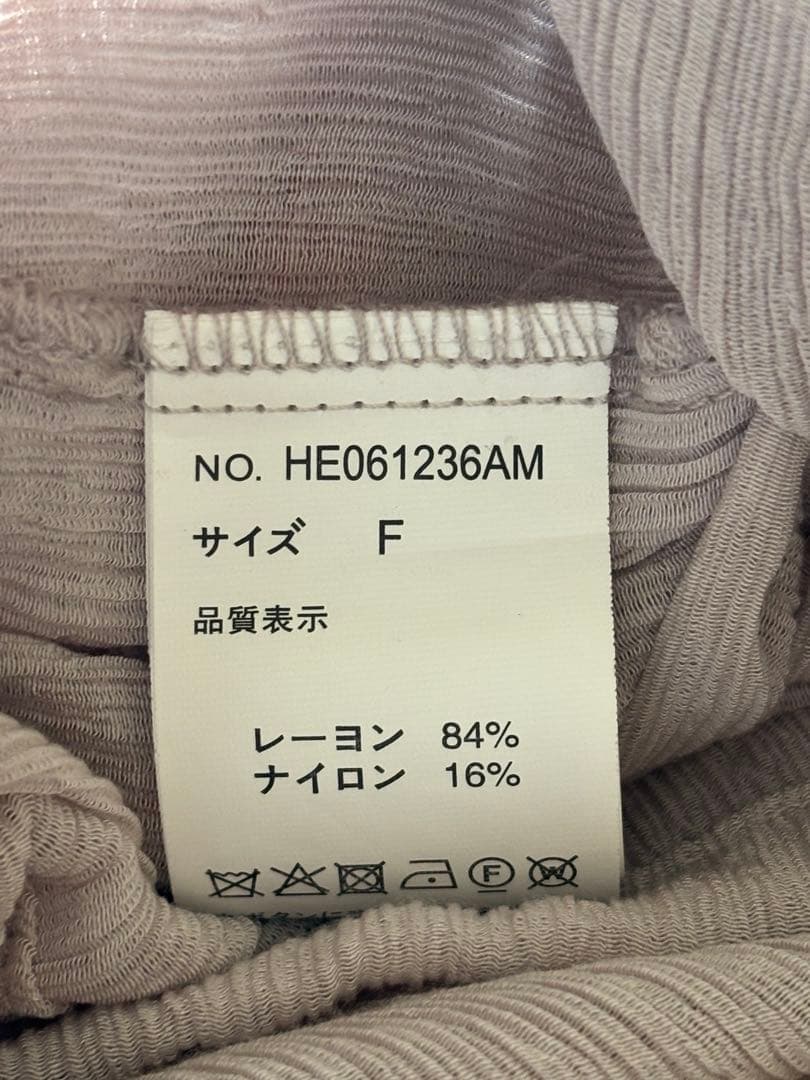 NO. HE061236AM
サイズ F
品質表示
レーヨン 84%
ナイロン 16%
F W